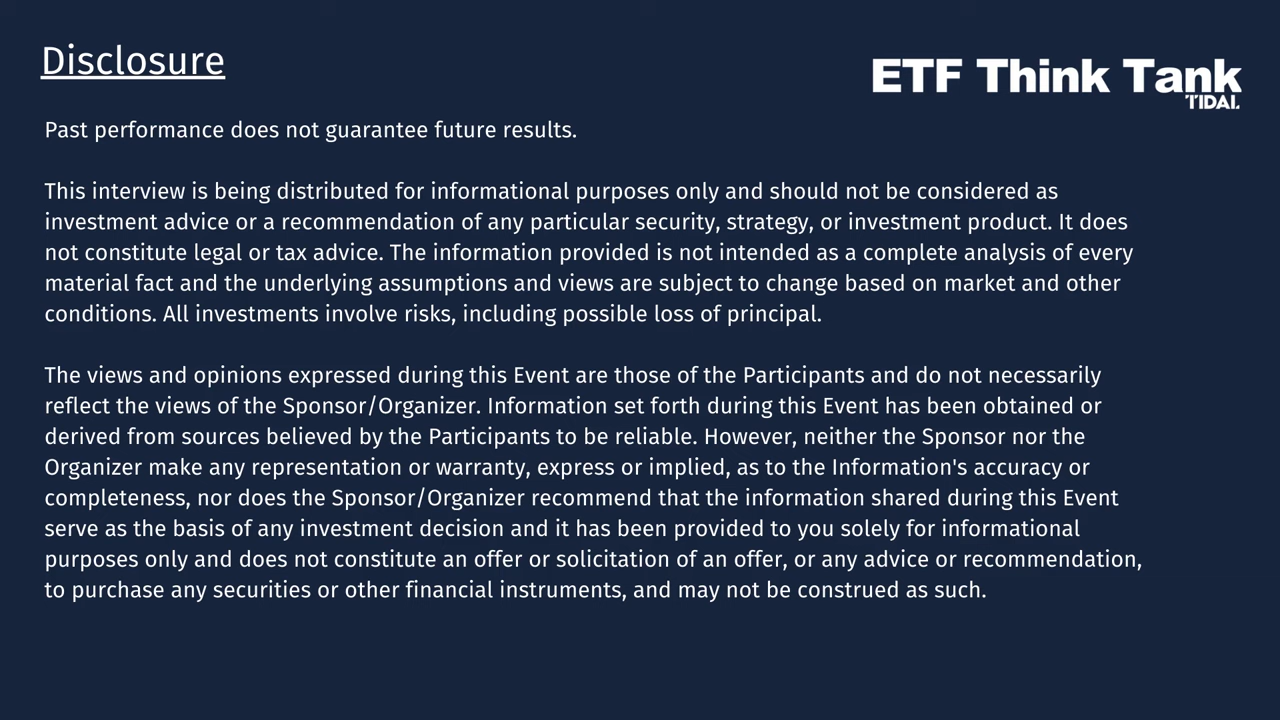 Disclosure
ETF Think Tank
TIDAL
Past performance does not guarantee future results.
This interview is being distributed for informational purposes only and should not be considered as
investment advice or a recommendation of any particular security, strategy, or investment product. It does
not constitute legal or tax advice. The information provided is not intended as a complete analysis of every
material fact and the underlying assumptions and views are subject to change based on market and other
conditions. All investments involve risks, including possible loss of principal.
The views and opinions expressed during this Event are those of the Participants and do not necessarily
reflect the views of the Sponsor/Organizer. Information set forth during this Event has been obtained or
derived from sources believed by the Participants to be reliable. However, neither the Sponsor nor the
Organizer make any representation or warranty, express or implied, as to the Information's accuracy or
completeness, nor does the Sponsor/Organizer recommend that the information shared during this Event
serve as the basis of any investment decision and it has been provided to you solely for informational
purposes only and does not constitute an offer or solicitation of an offer, or any advice or recommendation,
to purchase any securities or other financial instruments, and may not be construed as such.